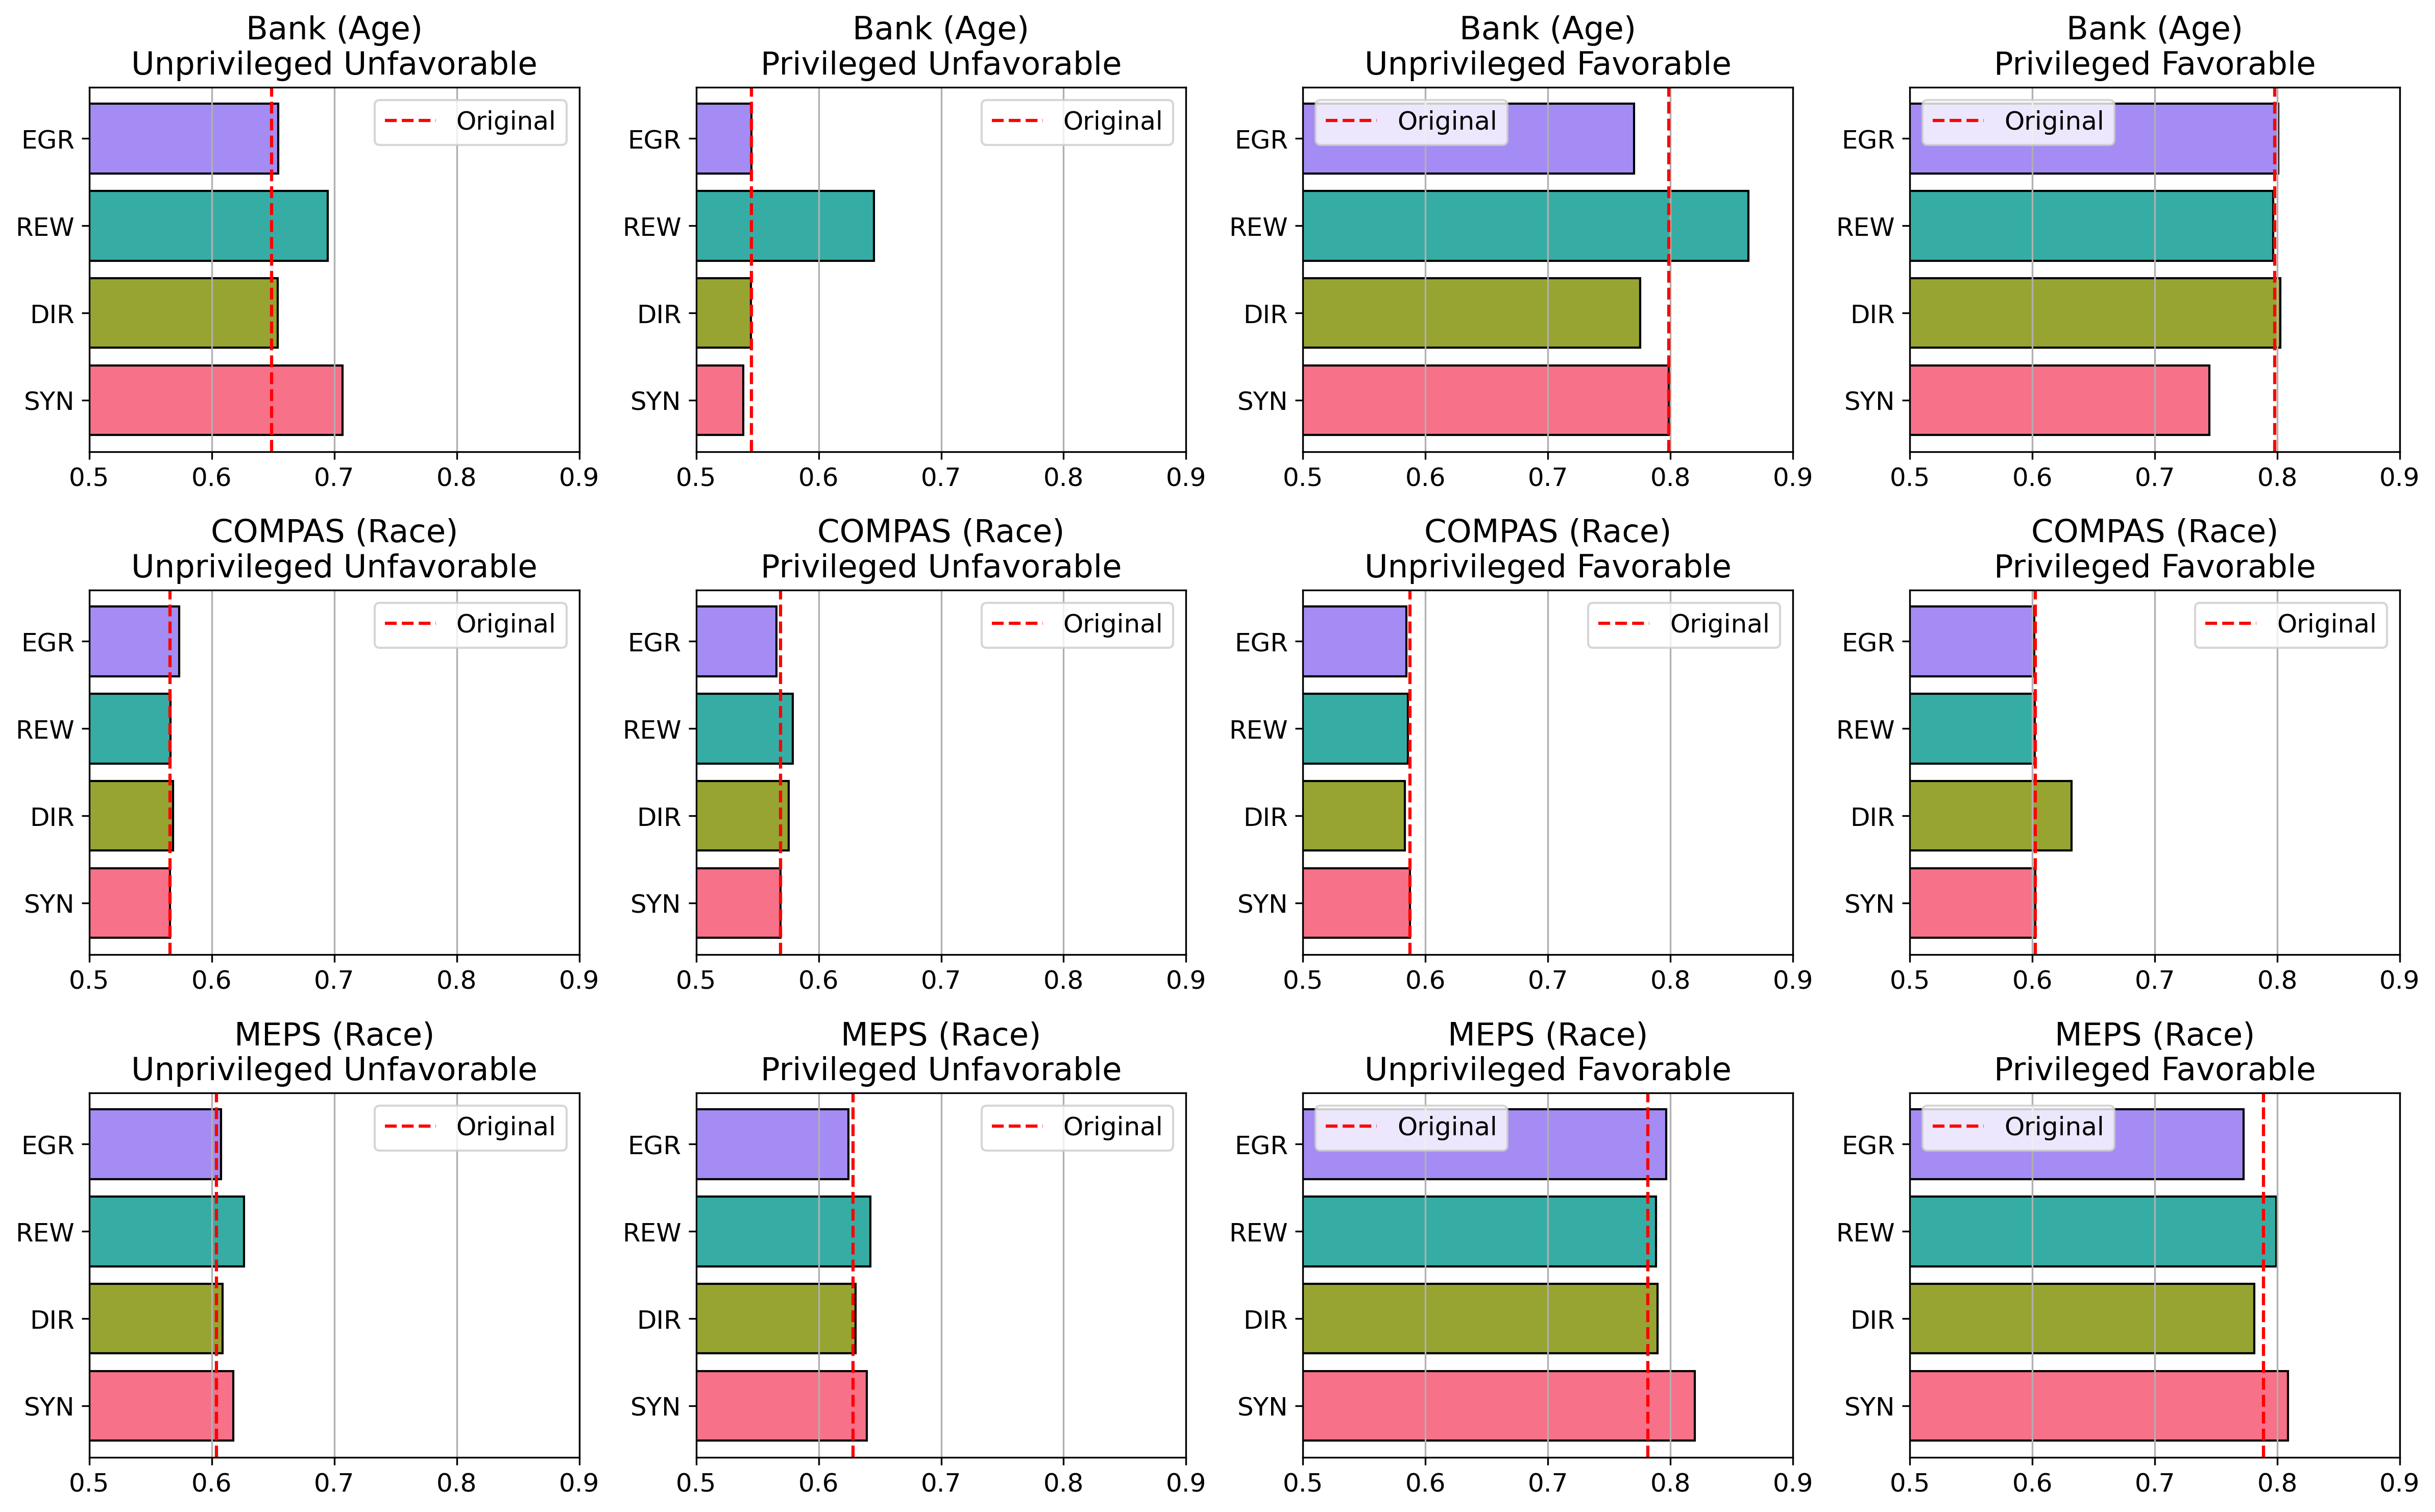 Bank (Age)
Unprivileged Unfavorable
Original
EGR
REW
DIR
SYN
0.5 0.6 0.7 0.8 0.9
Bank (Age)
Privileged Unfavorable
Original
EGR
REW
DIR
SYN
0.5 0.6 0.7 0.8 0.9
Bank (Age)
Unprivileged Favorable
Original
EGR
REW
DIR
SYN
0.5 0.6 0.7 0.8 0.9
Bank (Age)
Privileged Favorable
Original
EGR
REW
DIR
SYN
0.5 0.6 0.7 0.8 0.9
COMPAS (Race)
Unprivileged Unfavorable
Original
EGR
REW
DIR
SYN
0.5 0.6 0.7 0.8 0.9
COMPAS (Race)
Privileged Unfavorable
Original
EGR
REW
DIR
SYN
0.5 0.6 0.7 0.8 0.9
COMPAS (Race)
Unprivileged Favorable
Original
EGR
REW
DIR
SYN
0.5 0.6 0.7 0.8 0.9
COMPAS (Race)
Privileged Favorable
Original
EGR
REW
DIR
SYN
0.5 0.6 0.7 0.8 0.9
MEPS (Race)
Unprivileged Unfavorable
Original
EGR
REW
DIR
SYN
0.5 0.6 0.7 0.8 0.9
MEPS (Race)
Privileged Unfavorable
Original
EGR
REW
DIR
SYN
0.5 0.6 0.7 0.8 0.9
MEPS (Race)
Unprivileged Favorable
Original
EGR
REW
DIR
SYN
0.5 0.6 0.7 0.8 0.9
MEPS (Race)
Privileged Favorable
Original
EGR
REW
DIR
SYN
0.5 0.6 0.7 0.8 0.9